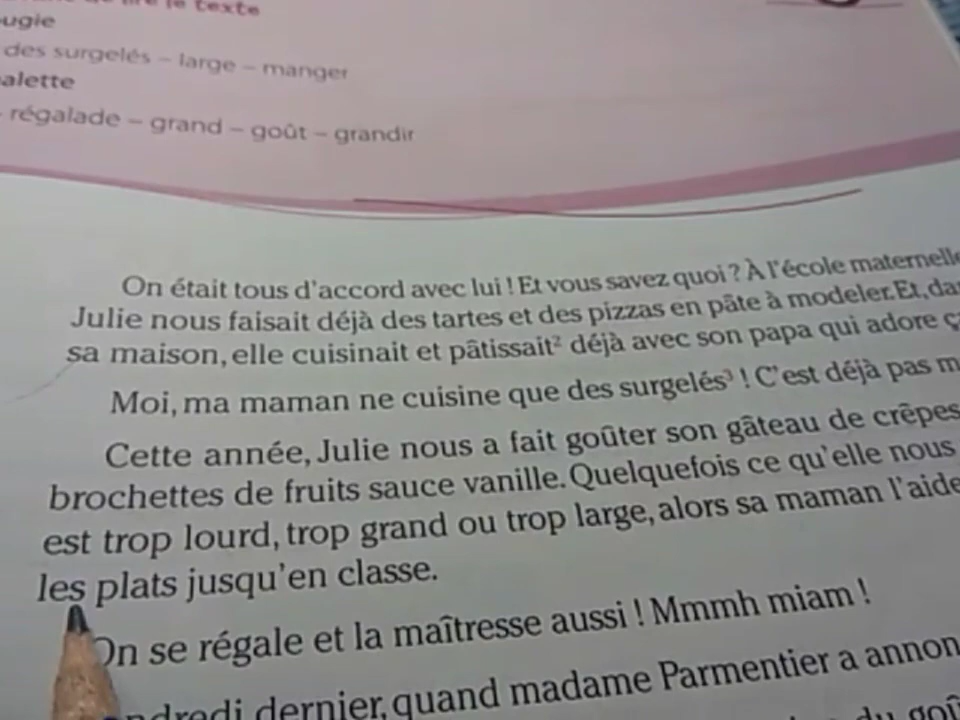 lire le texte
des surgelés – large – manger
régalade – grand – goût – grandir
On était tous d'accord avec lui ! Et vous savez quoi ? À l'école
Julie nous faisait déjà des tartes et des pizzas en pâte à modeler. Et,
sa maison, elle cuisinait et pâtissait² déjà avec son papa qui adore
Moi, ma maman ne cuisine que des surgelés³ ! C'est déjà pas
Cette année, Julie nous a fait goûter son gâteau de crêpes
brochettes de fruits sauce vanille. Quelquefois ce qu'elle nous
est trop lourd, trop grand ou trop large, alors sa maman l'aide
les plats jusqu'en classe.
On se régale et la maîtresse aussi ! Mmmh miam !
dernier, quand madame Parmentier a
du